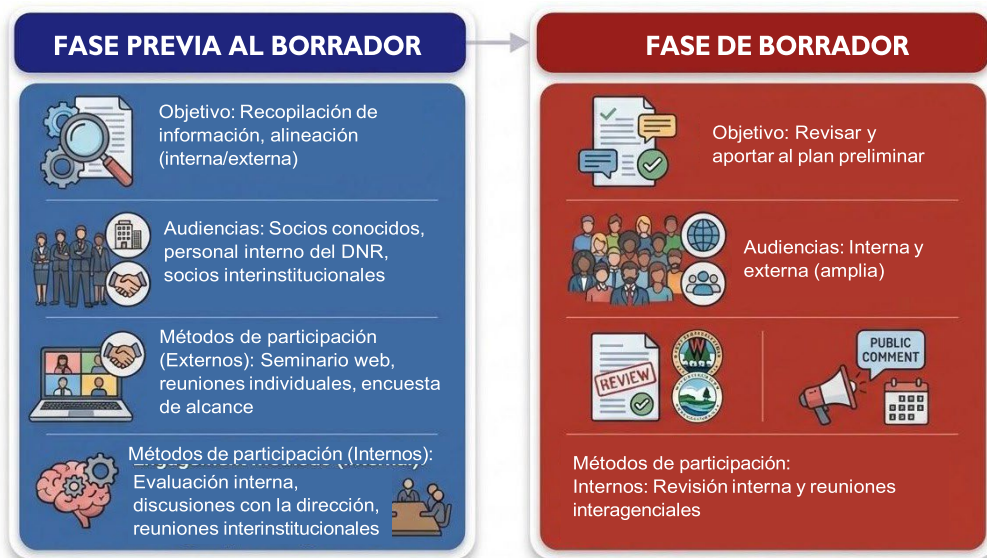 FASE PREVIA AL BORRADOR
Objetivo: Recopilación de
información, alineación
(interna/externa)
Audiencias: Socios conocidos,
personal interno del DNR,
socios interinstitucionales
Métodos de participación
(Externos): Seminario web,
reuniones individuales, encuesta
de alcance
Métodos de participación (Internos):
Evaluación interna,
discusiones con la dirección,
reuniones interinstitucionales
FASE DE BORRADOR
Objetivo: Revisar y
aportar al plan preliminar
Audiencias: Interna y
externa (amplia)
REVIEW
W
PUBLIC
COMMENT
Métodos de participación:
Internos: Revisión interna y reuniones
interagenciales